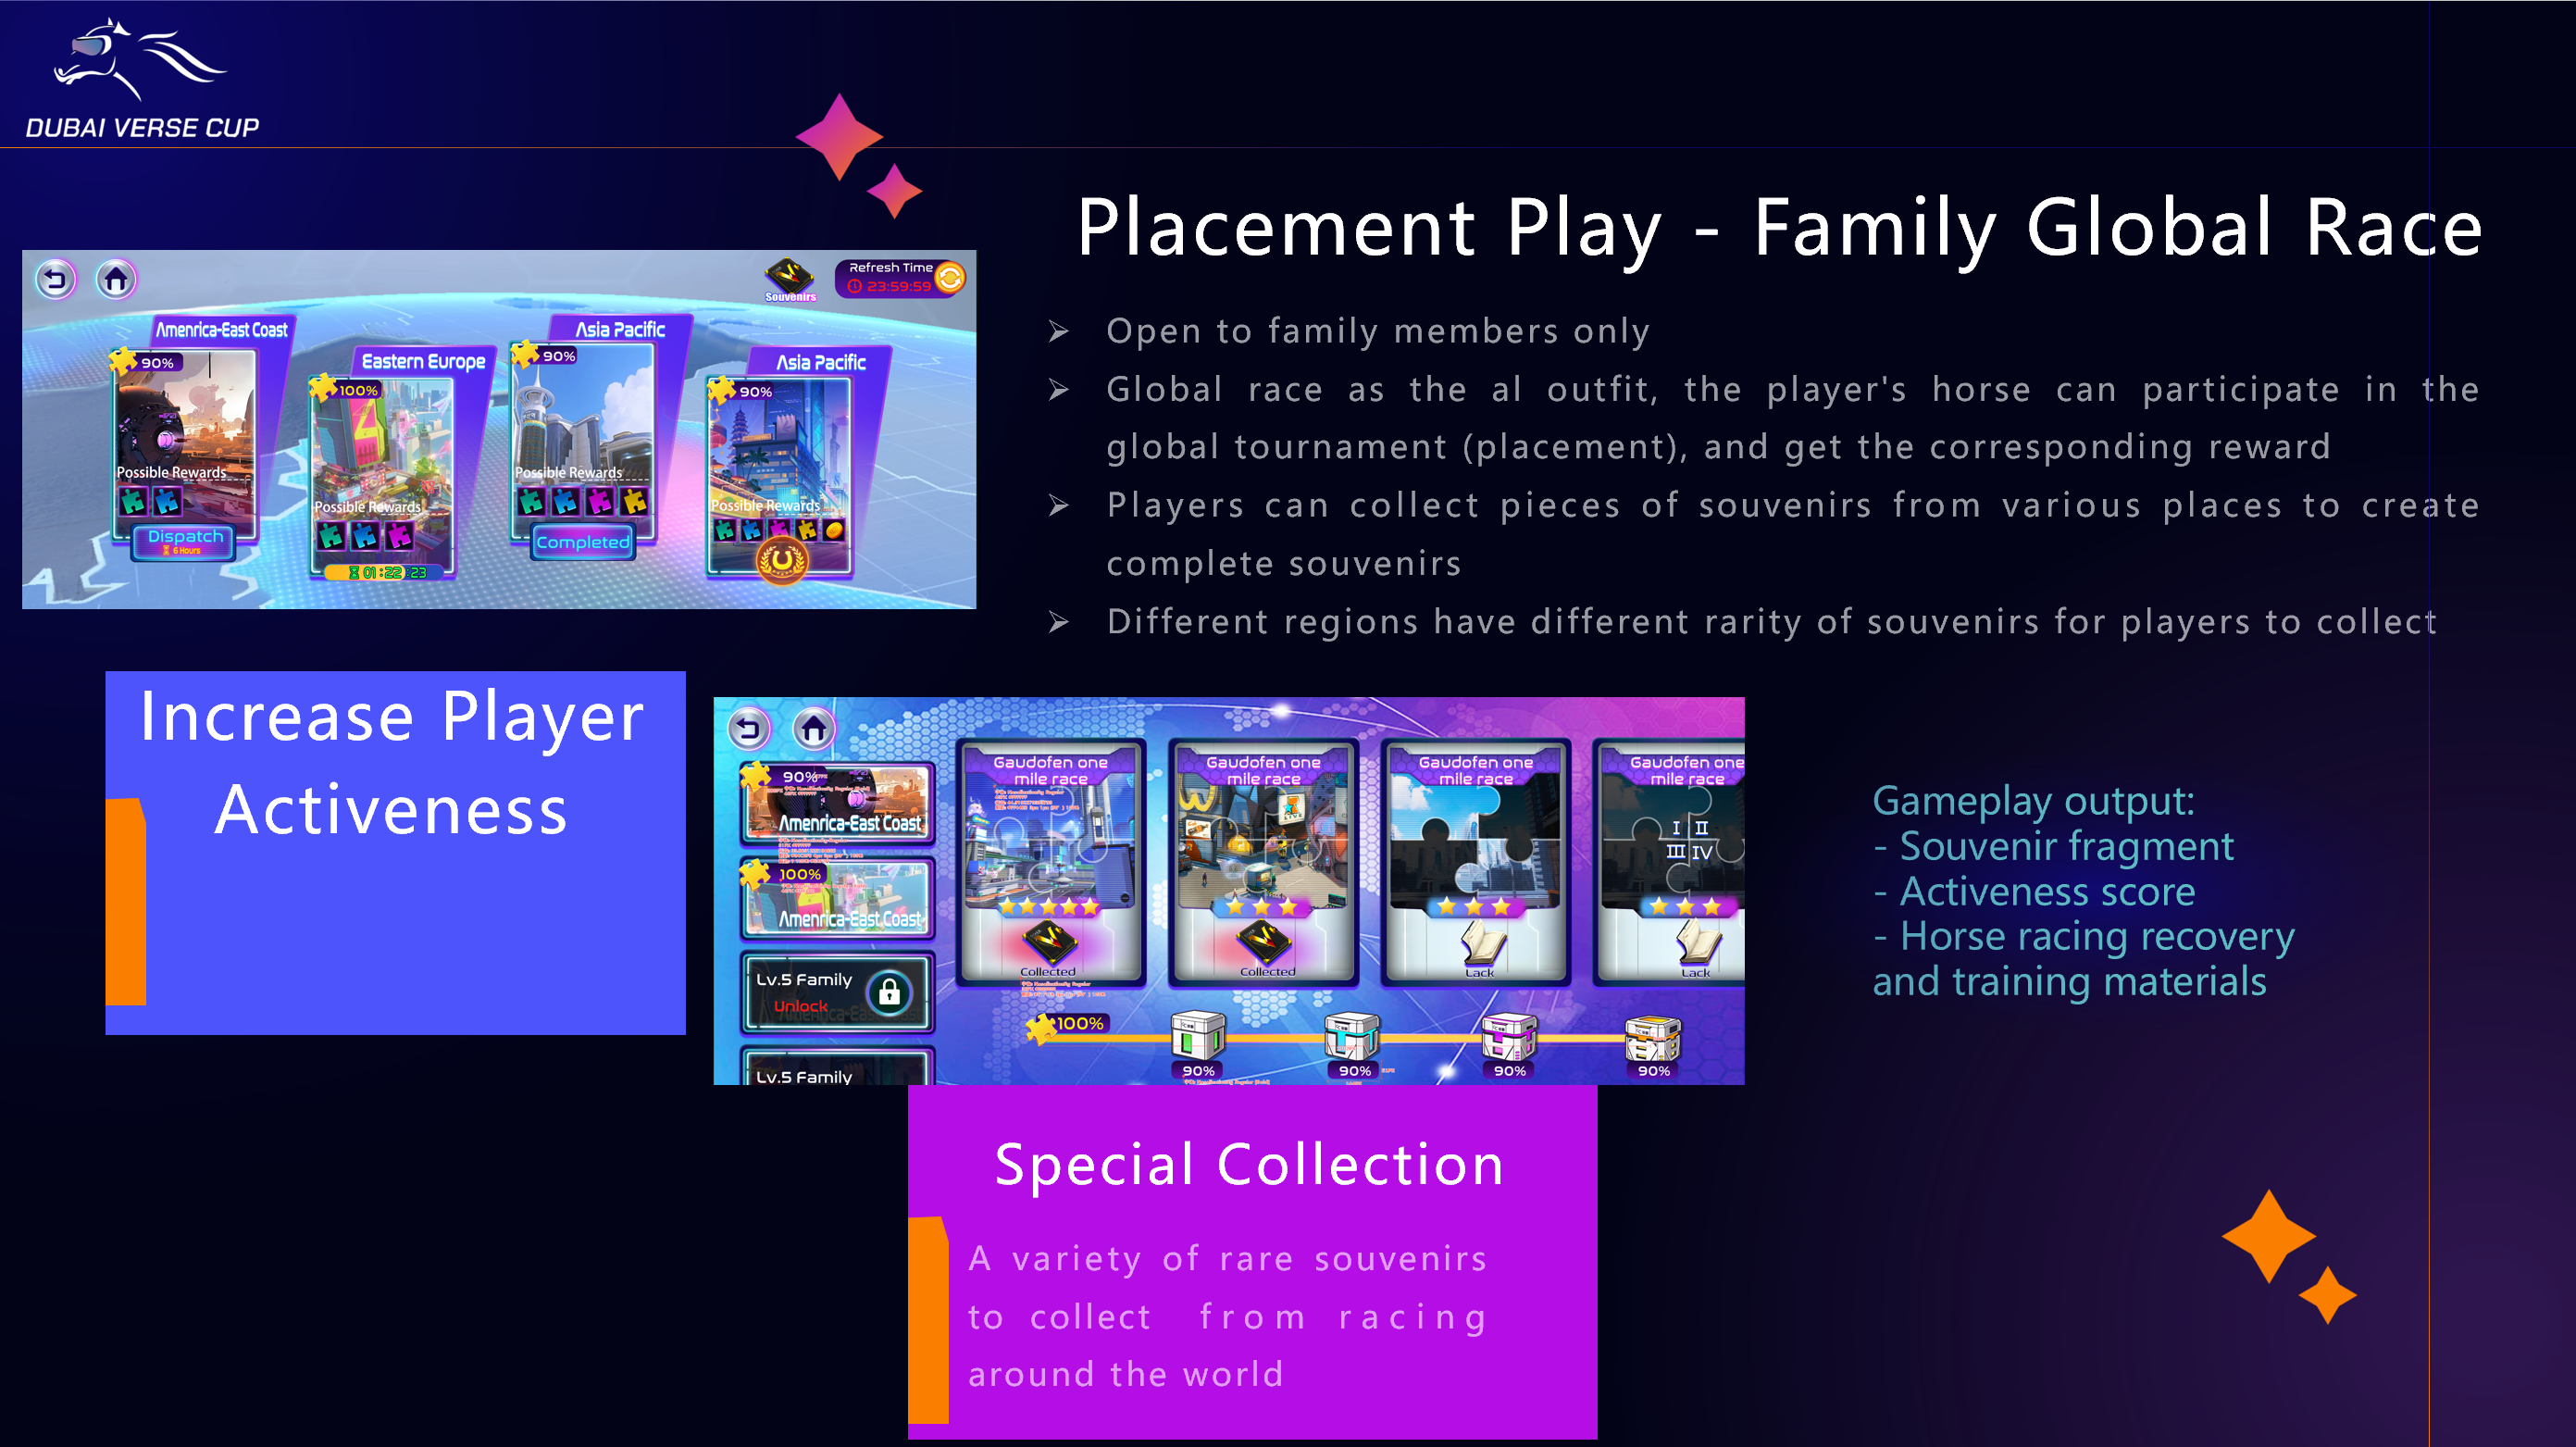 DUBAI VERSE CUP
Placement Play - Family Global Race
Open to family members only
Global race as the al outfit, the player's horse can participate in the
global tournament (placement), and get the corresponding reward
Players can collect pieces of souvenirs from various places to create
complete souvenirs
Different regions have different rarity of souvenirs for players to collect
Souvenirs
Refresh Time
23:59:59
Amenrica-East Coast
90%
Possible Rewards
Dispatch
6 Hours
Eastern Europe
100%
Possible Rewards
01:22:23
Asia Pacific
90%
Possible Rewards
Completed
Asia Pacific
90%
Possible Rewards
Increase Player
Activeness
90%
Amenrica-East Coast
100%
Amenrica-East Coast
Lv.5 Family
Unlock
Amenrica-East Coast
Lv.5 Family
Gaudofen one
mile race
Collected
Gaudofen one
mile race
Collected
Gaudofen one
mile race
Lack
Gaudofen one
mile race
I II
III IV
Lack
100%
90%
90%
90%
90%
Gameplay output:
- Souvenir fragment
- Activeness score
- Horse racing recovery
and training materials
Special Collection
A variety of rare souvenirs
to collect from racing
around the world